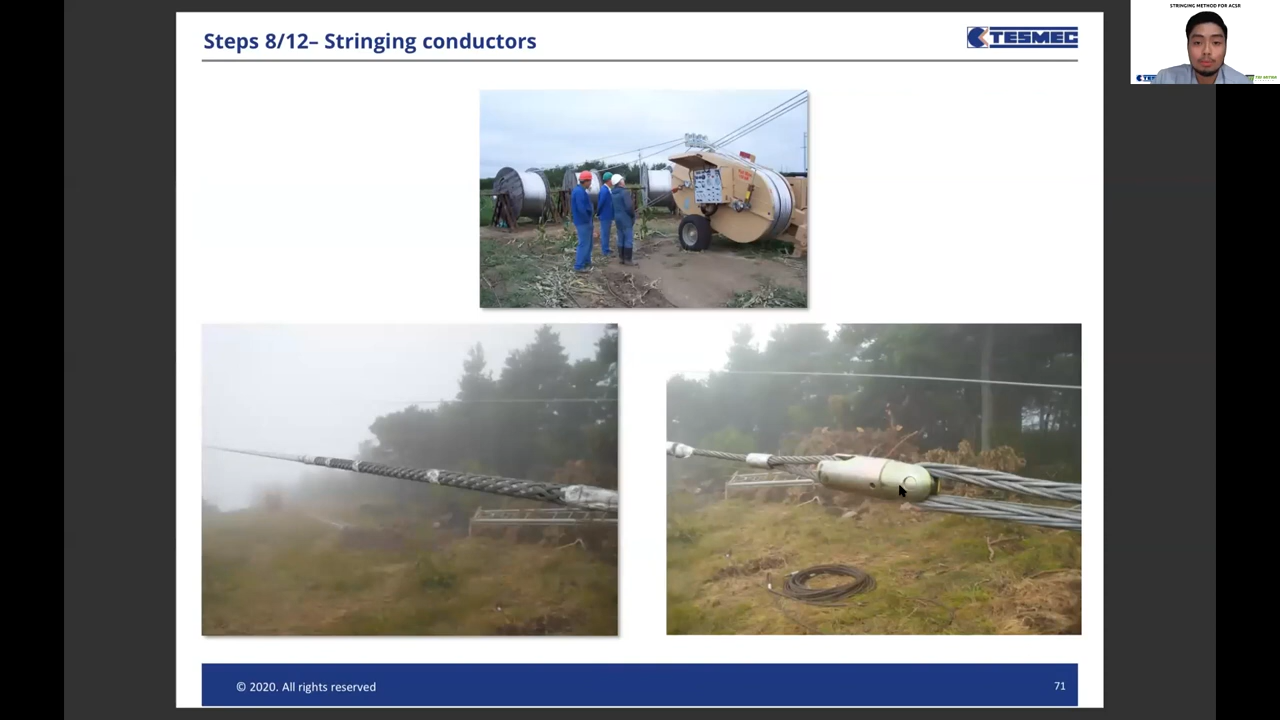 Steps 8/12– Stringing conductors
TESMEC
STRINGING METHOD FOR ACSR
© 2020. All rights reserved
71